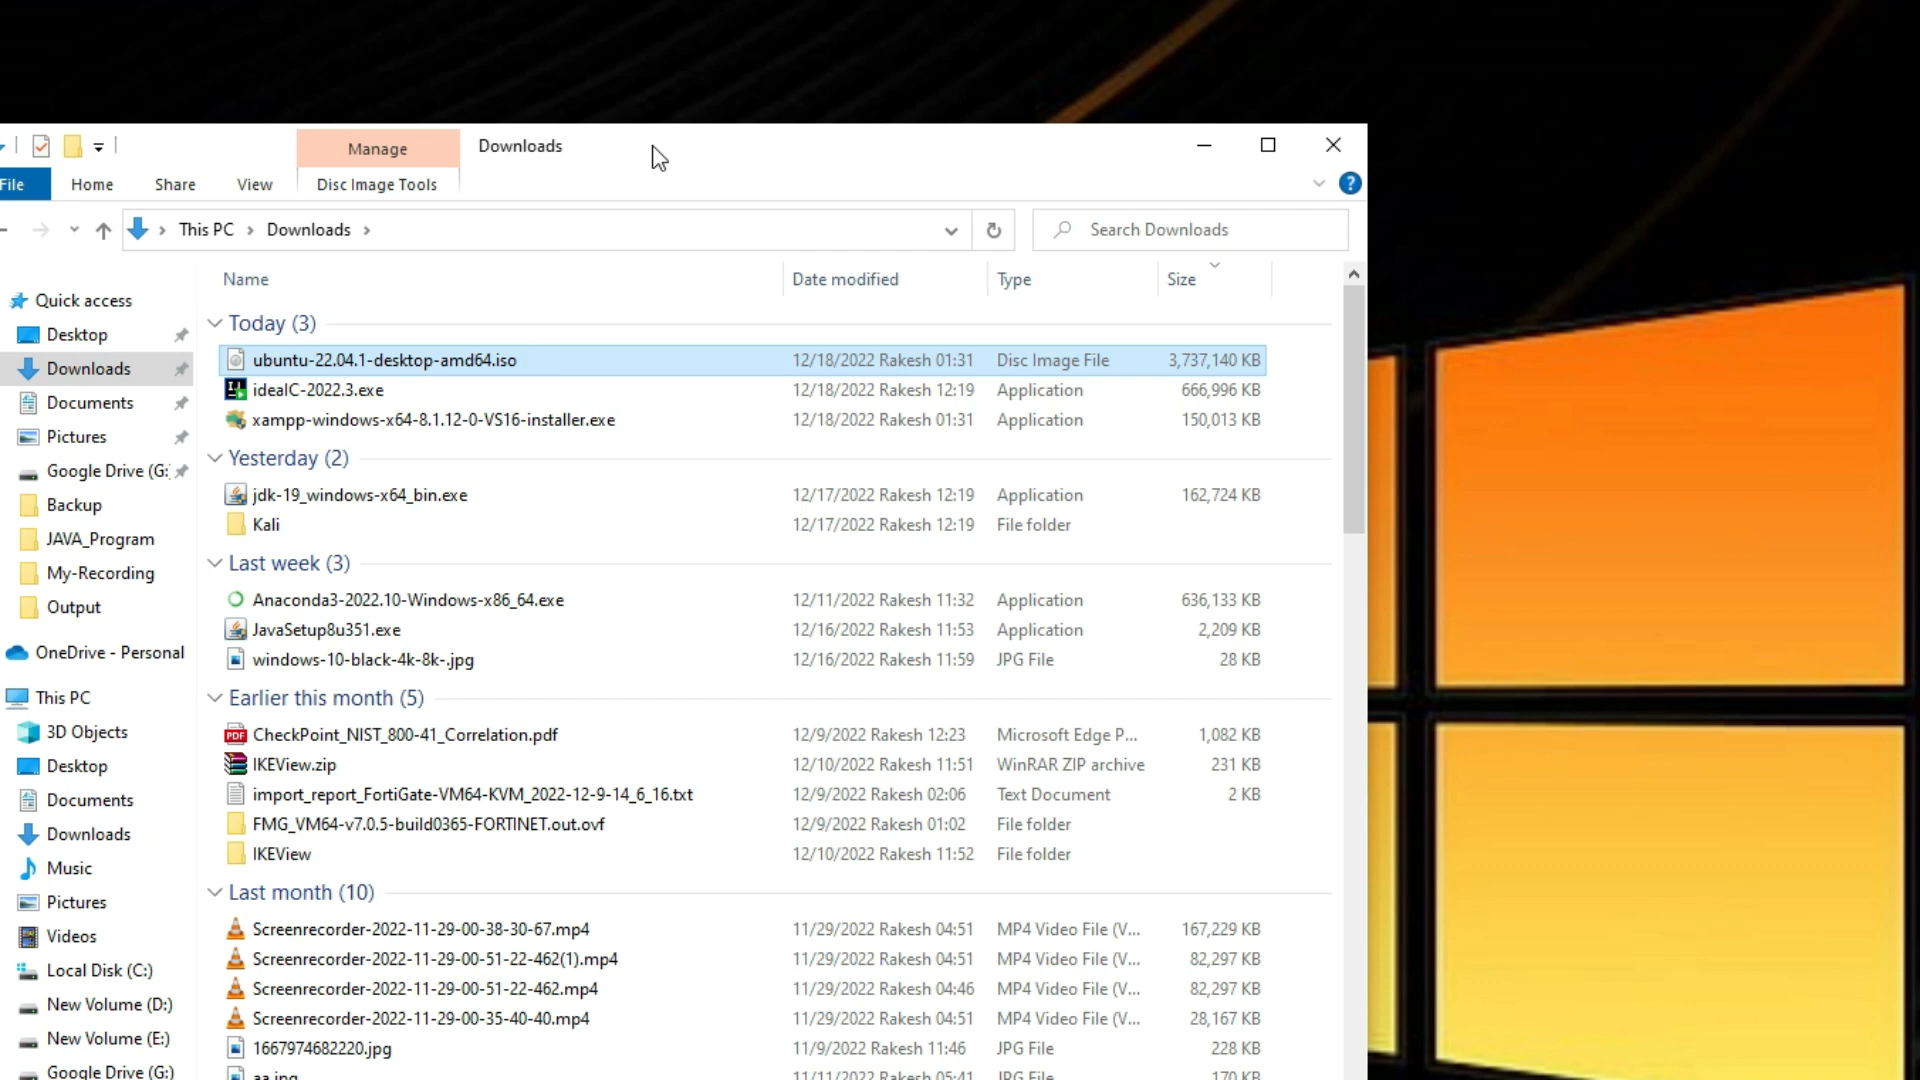 Manage
Downloads
File
Home
Share
View
Disc Image Tools
This PC
Downloads
Search Downloads
Name
Date modified
Type
Size
Quick access
Desktop
Downloads
Documents
Pictures
Google Drive (G:
Backup
JAVA_Program
My-Recording
Output
OneDrive - Personal
This PC
3D Objects
Desktop
Documents
Downloads
Music
Pictures
Videos
Local Disk (C:)
New Volume (D:)
New Volume (E:)
Google Drive (G:)
Today (3)
ubuntu-22.04.1-desktop-amd64.iso 12/18/2022 Rakesh 01:31 Disc Image File 3,737,140 KB
ideaIC-2022.3.exe 12/18/2022 Rakesh 12:19 Application 666,996 KB
xampp-windows-x64-8.1.12-0-VS16-installer.exe 12/18/2022 Rakesh 01:31 Application 150,013 KB
Yesterday (2)
jdk-19_windows-x64_bin.exe 12/17/2022 Rakesh 12:19 Application 162,724 KB
Kali 12/17/2022 Rakesh 12:19 File folder
Last week (3)
Anaconda3-2022.10-Windows-x86_64.exe 12/11/2022 Rakesh 11:32 Application 636,133 KB
JavaSetup8u351.exe 12/16/2022 Rakesh 11:53 Application 2,209 KB
windows-10-black-4k-8k-.jpg 12/16/2022 Rakesh 11:59 JPG File 28 KB
Earlier this month (5)
CheckPoint_NIST_800-41_Correlation.pdf 12/9/2022 Rakesh 12:23 Microsoft Edge P... 1,082 KB
IKEView.zip 12/10/2022 Rakesh 11:51 WinRAR ZIP archive 231 KB
import_report_FortiGate-VM64-KVM_2022-12-9-14_6_16.txt 12/9/2022 Rakesh 02:06 Text Document 2 KB
FMG_VM64-v7.0.5-build0365-FORTINET.out.ovf 12/9/2022 Rakesh 01:02 File folder
IKEView 12/10/2022 Rakesh 11:52 File folder
Last month (10)
Screenrecorder-2022-11-29-00-38-30-67.mp4 11/29/2022 Rakesh 04:51 MP4 Video File (V... 167,229 KB
Screenrecorder-2022-11-29-00-51-22-462(1).mp4 11/29/2022 Rakesh 04:51 MP4 Video File (V... 82,297 KB
Screenrecorder-2022-11-29-00-51-22-462.mp4 11/29/2022 Rakesh 04:46 MP4 Video File (V... 82,297 KB
Screenrecorder-2022-11-29-00-35-40-40.mp4 11/29/2022 Rakesh 04:51 MP4 Video File (V... 28,167 KB
1667974682220.jpg 11/9/2022 Rakesh 11:46 JPG File 228 KB
11/11/2022 Rakesh 05:41 JPG File 170 KB